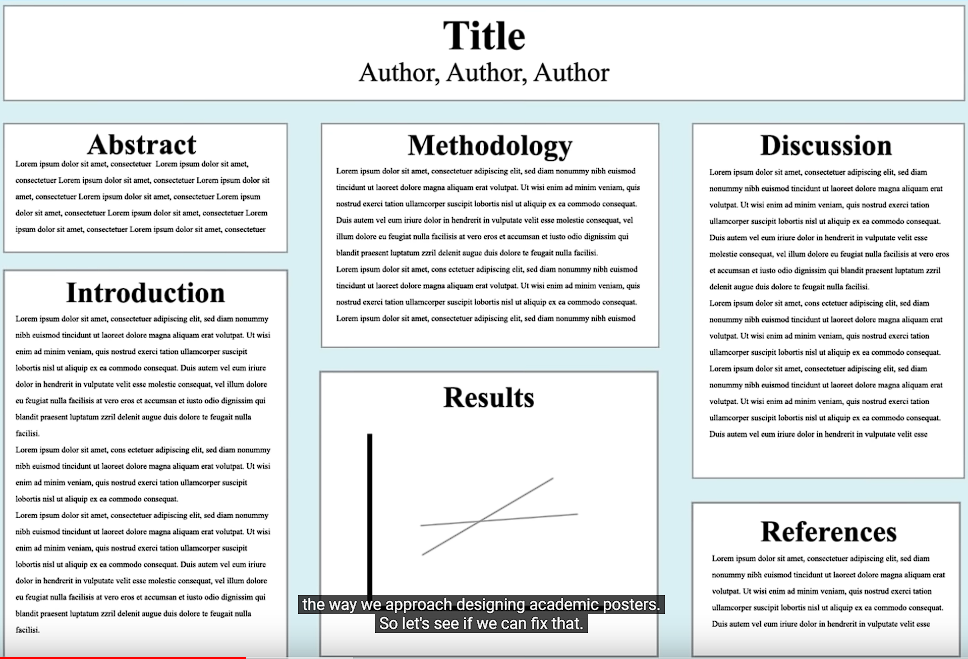 Title
Author, Author, Author
Abstract
Lorem ipsum dolor sit amet, consectetuer  Lorem ipsum dolor sit amet,
consectetuer Lorem ipsum dolor sit amet, consectetuer Lorem ipsum dolor sit
amet, consectetuer Lorem ipsum dolor sit amet, consectetuer Lorem ipsum
dolor sit amet, consectetuer Lorem ipsum dolor sit amet, consectetuer Lorem
ipsum dolor sit amet, consectetuer Lorem ipsum dolor sit amet, consectetuer
Introduction
Lorem ipsum dolor sit amet, consectetuer adipiscing elit, sed diam nonummy
nibh euismod tincidunt ut laoreet dolore magna aliquam erat volutpat. Ut wisi
enim ad minim veniam, quis nostrud exerci tation ullamcorper suscipit
lobortis nisl ut aliquip ex ea commodo consequat. Duis autem vel eum iriure
dolor in hendrerit in vulputate velit esse molestie consequat, vel illum dolore
eu feugiat nulla facilisis at vero eros et accumsan et iusto odio dignissim qui
blandit praesent luptatum zzril delenit augue duis dolore te feugait nulla
facilisi.
Lorem ipsum dolor sit amet, cons ectetuer adipiscing elit, sed diam nonummy
nibh euismod tincidunt ut laoreet dolore magna aliquam erat volutpat. Ut wisi
enim ad minim veniam, quis nostrud exerci tation ullamcorper suscipit
lobortis nisl ut aliquip ex ea commodo consequat.
Lorem ipsum dolor sit amet, consectetuer adipiscing elit, sed diam nonummy
nibh euismod tincidunt ut laoreet dolore magna aliquam erat volutpat. Ut wisi
enim ad minim veniam, quis nostrud exerci tation ullamcorper suscipit
lobortis nisl ut aliquip ex ea commodo consequat. Duis autem vel eum iriure
dolor in hendrerit in vulputate velit esse molestie consequat, vel illum dolore
eu feugiat nulla facilisis at vero eros et accumsan et iusto odio dignissim qui
blandit praesent luptatum zzril delenit augue duis dolore te feugait nulla
facilisi.
Methodology
Lorem ipsum dolor sit amet, consectetuer adipiscing elit, sed diam nonummy nibh euismod
tincidunt ut laoreet dolore magna aliquam erat volutpat. Ut wisi enim ad minim veniam, quis
nostrud exerci tation ullamcorper suscipit lobortis nisl ut aliquip ex ea commodo consequat.
Duis autem vel eum iriure dolor in hendrerit in vulputate velit esse molestie consequat, vel
illum dolore eu feugiat nulla facilisis at vero eros et accumsan et iusto odio dignissim qui
blandit praesent luptatum zzril delenit augue duis dolore te feugait nulla facilisi.
Lorem ipsum dolor sit amet, cons ectetuer adipiscing elit, sed diam nonummy nibh euismod
tincidunt ut laoreet dolore magna aliquam erat volutpat. Ut wisi enim ad minim veniam, quis
nostrud exerci tation ullamcorper suscipit lobortis nisl ut aliquip ex ea commodo consequat.
Lorem ipsum dolor sit amet, consectetuer adipiscing elit, sed diam nonummy nibh euismod
Results
the way we approach designing academic posters.
So let's see if we can fix that.
Discussion
Lorem ipsum dolor sit amet, consectetuer adipiscing elit, sed diam
nonummy nibh euismod tincidunt ut laoreet dolore magna aliquam erat
volutpat. Ut wisi enim ad minim veniam, quis nostrud exerci tation
ullamcorper suscipit lobortis nisl ut aliquip ex ea commodo consequat.
Duis autem vel eum iriure dolor in hendrerit in vulputate velit esse
molestie consequat, vel illum dolore eu feugiat nulla facilisis at vero eros
et accumsan et iusto odio dignissim qui blandit praesent luptatum zzril
delenit augue duis dolore te feugait nulla facilisi.
Lorem ipsum dolor sit amet, cons ectetuer adipiscing elit, sed diam
nonummy nibh euismod tincidunt ut laoreet dolore magna aliquam erat
volutpat. Ut wisi enim ad minim veniam, quis nostrud exerci tation
ullamcorper suscipit lobortis nisl ut aliquip ex ea commodo consequat.
Lorem ipsum dolor sit amet, consectetuer adipiscing elit, sed diam
nonummy nibh euismod tincidunt ut laoreet dolore magna aliquam erat
volutpat. Ut wisi enim ad minim veniam, quis nostrud exerci tation
ullamcorper suscipit lobortis nisl ut aliquip ex ea commodo consequat.
Duis autem vel eum iriure dolor in hendrerit in vulputate velit esse
References
Lorem ipsum dolor sit amet, consectetuer adipiscing elit, sed diam
nonummy nibh euismod tincidunt ut laoreet dolore magna aliquam erat
volutpat. Ut wisi enim ad minim veniam, quis nostrud exerci tation
ullamcorper suscipit lobortis nisl ut aliquip ex ea commodo consequat.
Duis autem vel eum iriure dolor in hendrerit in vulputate velit esse